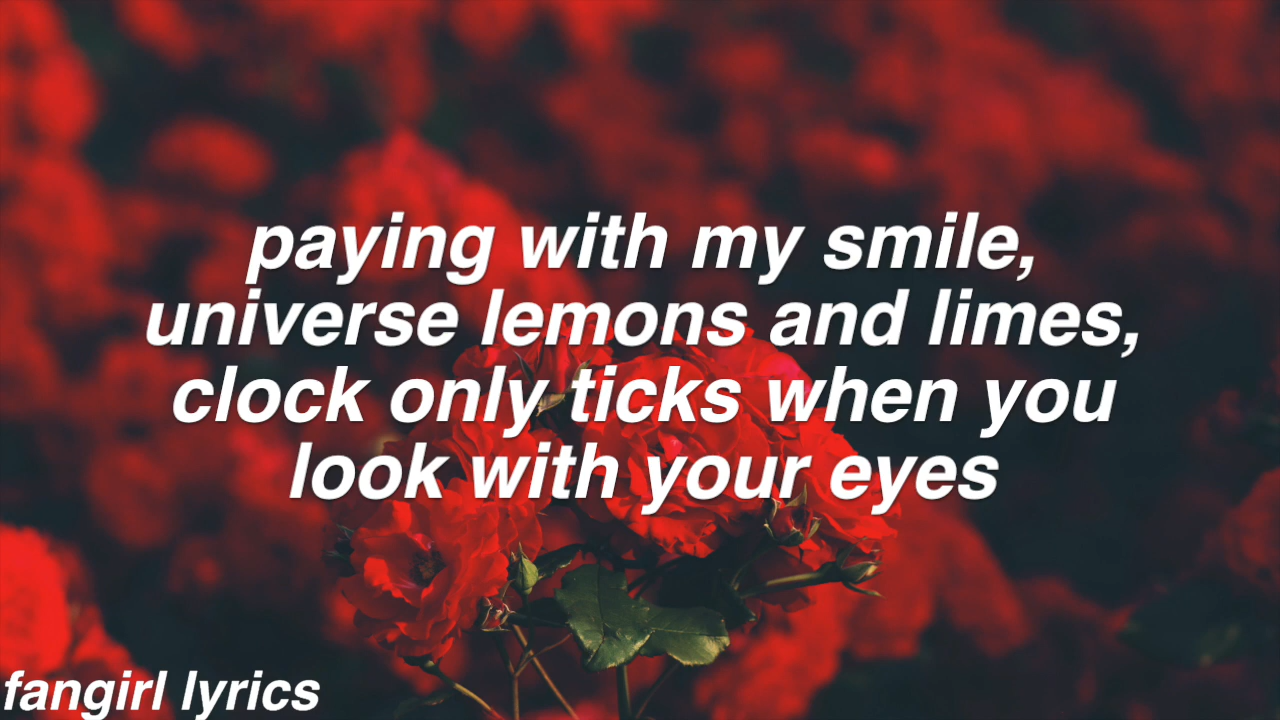 paying with my smile,
universe lemons and limes,
clock only ticks when you
look with your eyes
fangirl lyrics